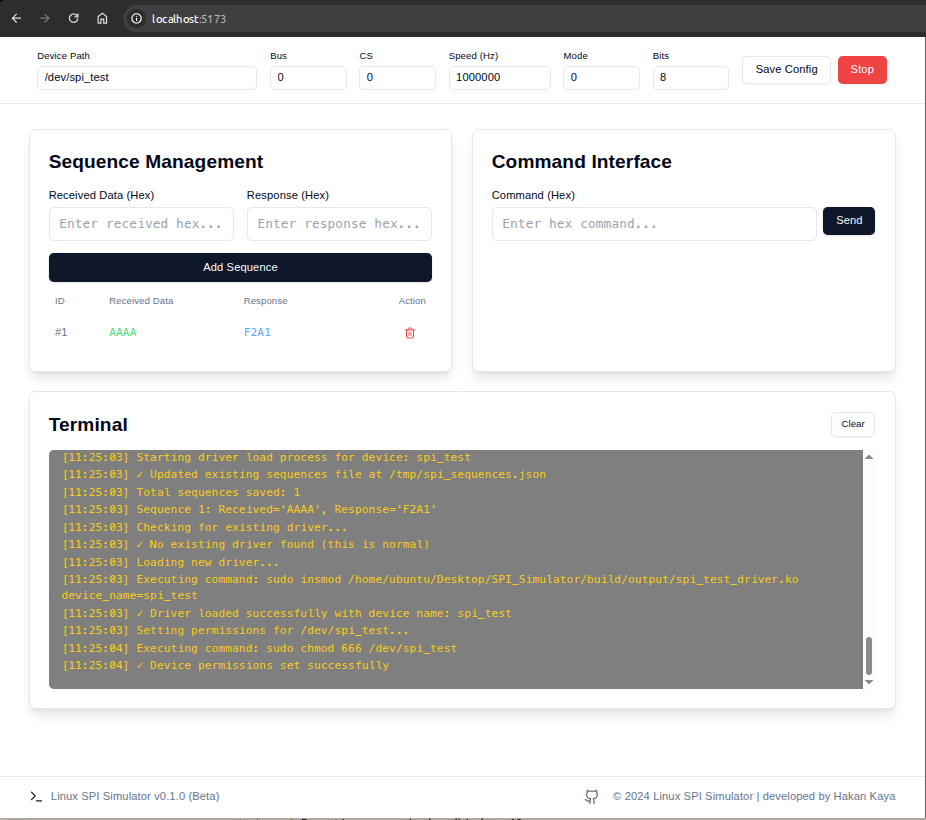 localhost:5173
Device Path Bus CS Speed (Hz) Mode Bits
/dev/spi_test 0 0 1000000 0 8 Save Config Stop
Sequence Management
Received Data (Hex) Response (Hex)
Enter received hex... Enter response hex...
Add Sequence
ID Received Data Response Action
#1 AAAA F2A1
Command Interface
Command (Hex)
Enter hex command... Send
Terminal Clear
[11:25:03] Starting driver load process for device: spi_test
[11:25:03] ✓ Updated existing sequences file at /tmp/spi_sequences.json
[11:25:03] Total sequences saved: 1
[11:25:03] Sequence 1: Received='AAAA', Response='F2A1'
[11:25:03] Checking for existing driver...
[11:25:03] ✓ No existing driver found (this is normal)
[11:25:03] Loading new driver...
[11:25:03] Executing command: sudo insmod /home/ubuntu/Desktop/SPI_Simulator/build/output/spi_test_driver.ko
device_name=spi_test
[11:25:03] ✓ Driver loaded successfully with device name: spi_test
[11:25:03] Setting permissions for /dev/spi_test...
[11:25:04] Executing command: sudo chmod 666 /dev/spi_test
[11:25:04] ✓ Device permissions set successfully
Linux SPI Simulator v0.1.0 (Beta) © 2024 Linux SPI Simulator | developed by Hakan Kaya